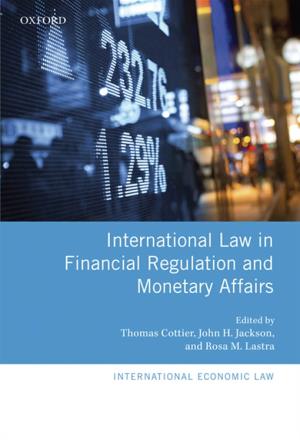 OXFORD
232.76
1.29%
International Law in
Financial Regulation and
Monetary Affairs
Edited by
Thomas Cottier, John H. Jackson,
and Rosa M. Lastra
INTERNATIONAL ECONOMIC LAW